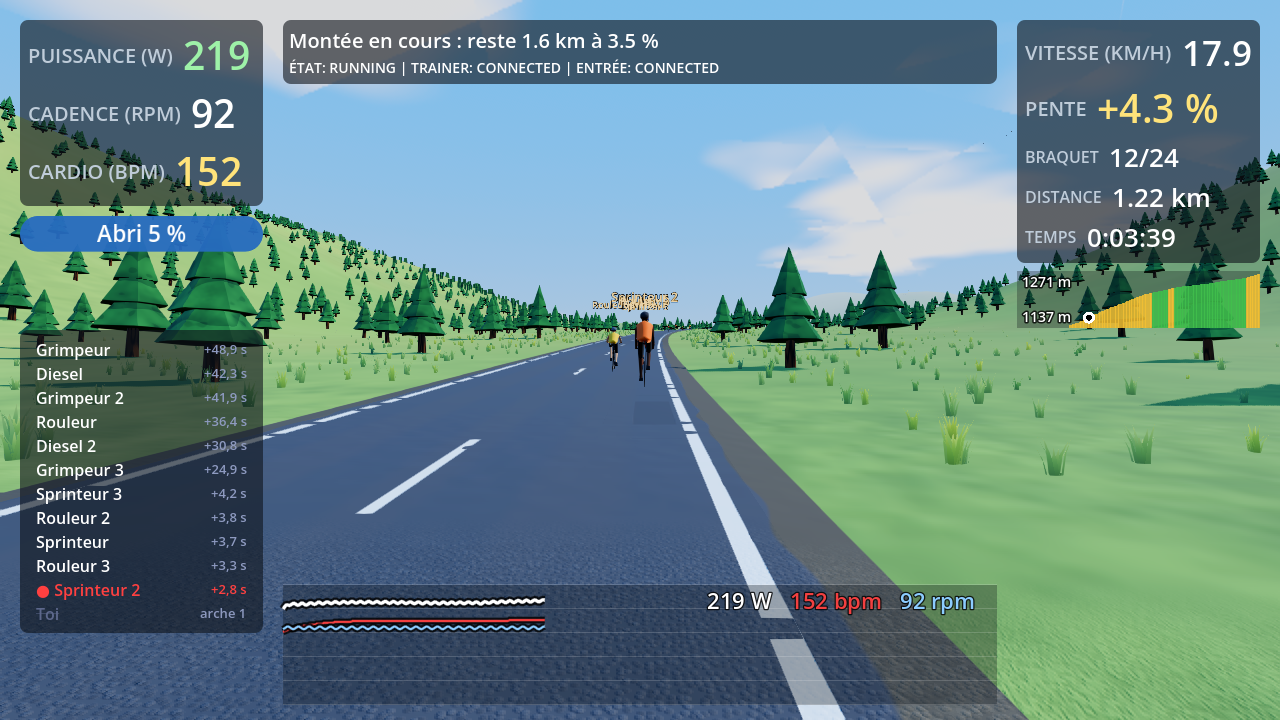 PUISSANCE (W) 219
CADENCE (RPM) 92
CARDIO (BPM) 152
Abri 5 %
Montée en cours : reste 1.6 km à 3.5 %
ÉTAT: RUNNING | TRAINER: CONNECTED | ENTRÉE: CONNECTED
VITESSE (KM/H) 17.9
PENTE +4.3 %
BRAQUET 12/24
DISTANCE 1.22 km
TEMPS 0:03:39
1271 m
1137 m
Sprinteur 2
Grimpeur +48,9 s
Diesel +42,3 s
Grimpeur 2 +41,9 s
Rouleur +36,4 s
Diesel 2 +30,8 s
Grimpeur 3 +24,9 s
Sprinteur 3 +4,2 s
Rouleur 2 +3,8 s
Sprinteur +3,7 s
Rouleur 3 +3,3 s
Sprinteur 2 +2,8 s
Toi arche 1
219 W 152 bpm 92 rpm